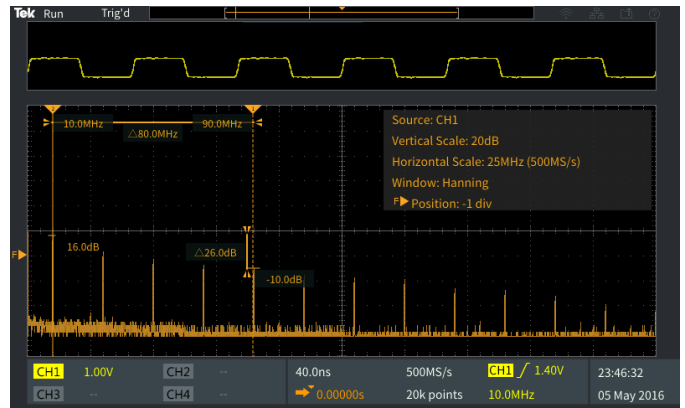 Tek Run Trig'd
10.0MHz 90.0MHz
△80.0MHz
Source: CH1
Vertical Scale: 20dB
Horizontal Scale: 25MHz (500MS/s)
Window: Hanning
F▶ Position: -1 div
F▶
16.0dB
△26.0dB
-10.0dB
CH1 1.00V CH2 -- 40.0ns 500MS/s CH1 / 1.40V 23:46:32
CH3 -- CH4 -- 0.00000s 20k points 10.0MHz 05 May 2016